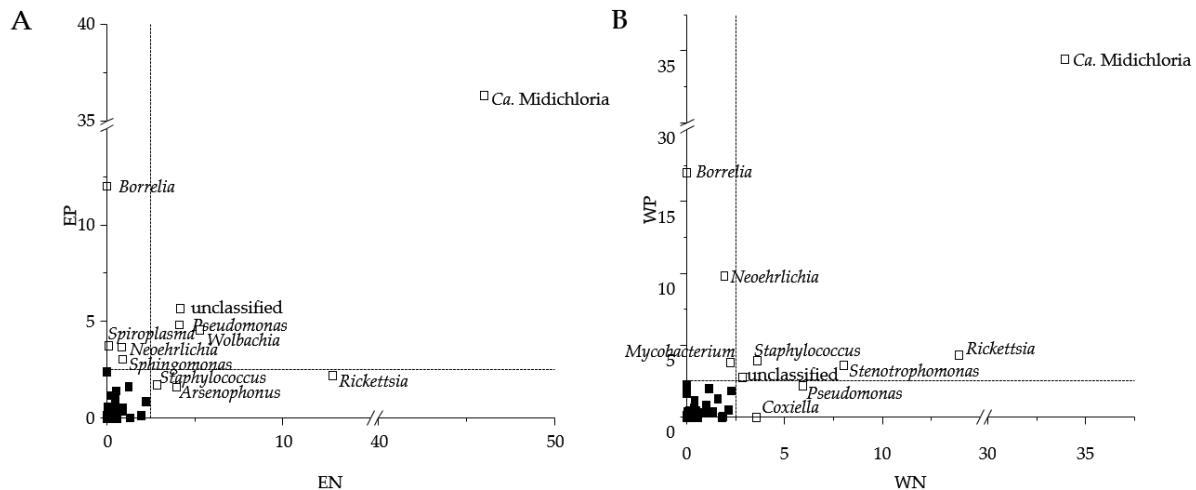 A
40
35
10
5
0
EP
Ca. Midichloria
Borrelia
unclassified
Pseudomonas
Wolbachia
Spiroplasma
Neoehrlichia
Sphingomonas
Staphylococcus
Arsenophonus
Rickettsia
0
10
40
50
EN
B
35
30
15
10
5
0
WP
Ca. Midichloria
Borrelia
Neoehrlichia
Mycobacterium
Staphylococcus
Rickettsia
Stenotrophomonas
unclassified
Pseudomonas
Coxiella
0
5
10
30
35
WN